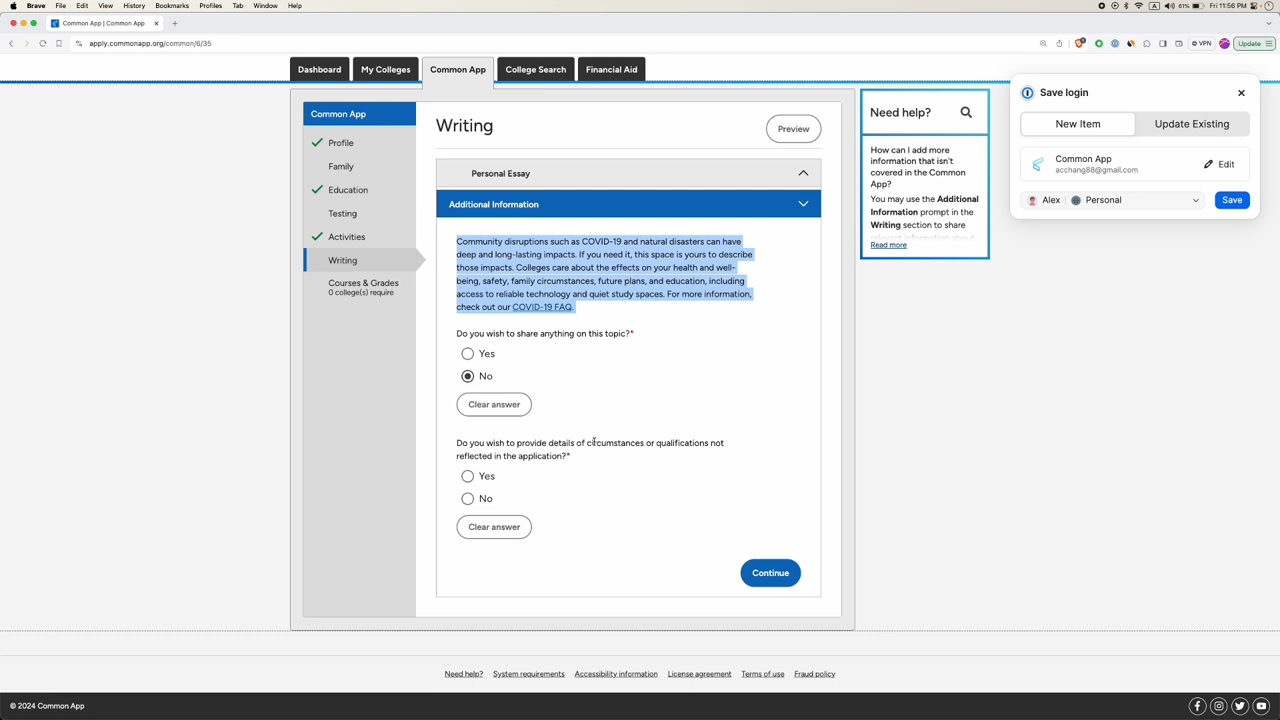 Brave File Edit View History Bookmarks Profiles Tab Window Help
A 61% Fri 11:56 PM
Common App | Common App
apply.commonapp.org/common/6/35
VPN Update
Dashboard My Colleges Common App College Search Financial Aid
Common App
Profile
Family
Education
Testing
Activities
Writing
Courses & Grades
0 college(s) require
Writing
Preview
Personal Essay
Additional Information
Community disruptions such as COVID-19 and natural disasters can have
deep and long-lasting impacts. If you need it, this space is yours to describe
those impacts. Colleges care about the effects on your health and well-
being, safety, family circumstances, future plans, and education, including
access to reliable technology and quiet study spaces. For more information,
check out our COVID-19 FAQ.
Do you wish to share anything on this topic?*
Yes
No
Clear answer
Do you wish to provide details of circumstances or qualifications not
reflected in the application?*
Yes
No
Clear answer
Continue
Need help?
How can I add more
information that isn't
covered in the Common
App?
You may use the Additional
Information prompt in the
Writing section to share
relevant information about
Read more
Save login
New Item Update Existing
Common App
acchang88@gmail.com
Edit
Alex Personal
Save
Need help? System requirements Accessibility information License agreement Terms of use Fraud policy
© 2024 Common App